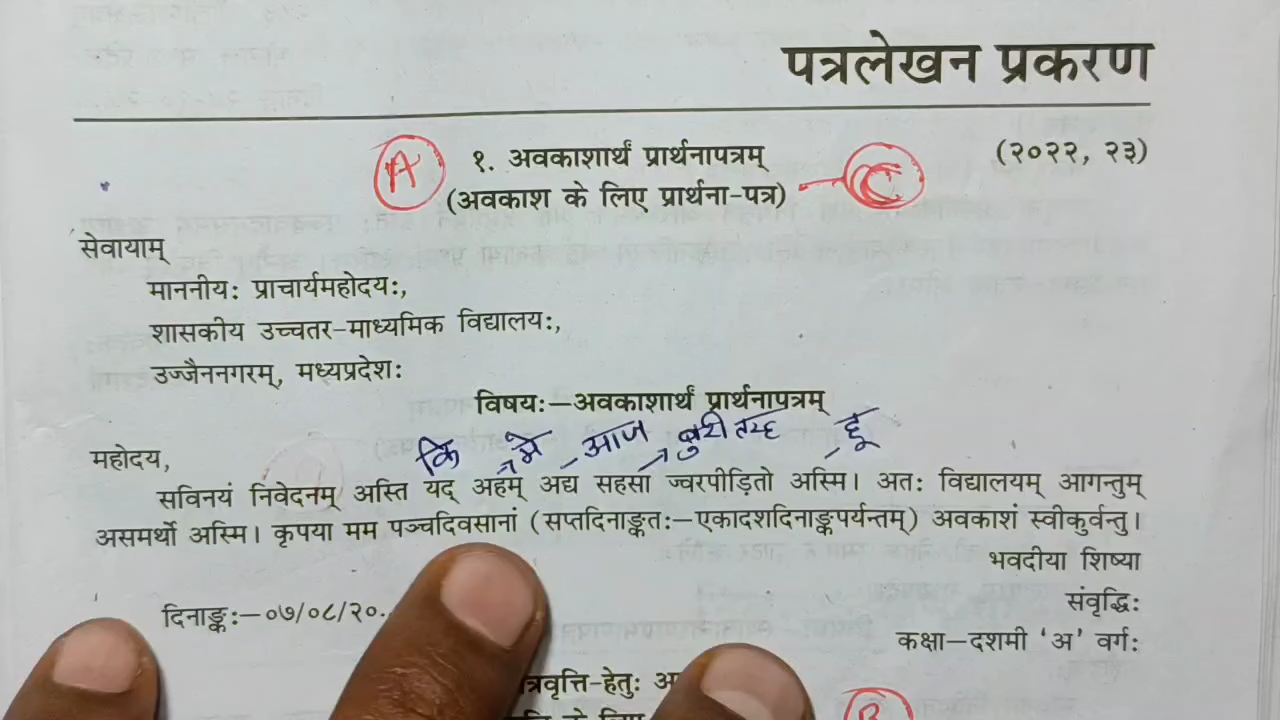 पत्रलेखन प्रकरण
A १. अवकाशार्थं प्रार्थनापत्रम् (२०२२, २३)
(अवकाश के लिए प्रार्थना-पत्र) C
सेवायाम्
माननीयः प्राचार्यमहोदयः,
शासकीय उच्चतर-माध्यमिक विद्यालयः,
उज्जैननगरम्, मध्यप्रदेशः
विषयः—अवकाशार्थं प्रार्थनापत्रम्
कि मे आज बुरी तरह हू
महोदय,
सविनयं निवेदनम् अस्ति यद् अहम् अद्य सहसा ज्वरपीड़ितो अस्मि। अतः विद्यालयम् आगन्तुम्
असमर्थो अस्मि। कृपया मम पञ्चदिवसानां (सप्तदिनाङ्कतः—एकादशदिनाङ्कपर्यन्तम्) अवकाशं स्वीकुर्वन्तु।
भवदीया शिष्या
दिनाङ्कः—०७/०८/२०.
संवृद्धिः
कक्षा—दशमी ‘अ’ वर्गः
त्रवृत्ति-हेतुः
B